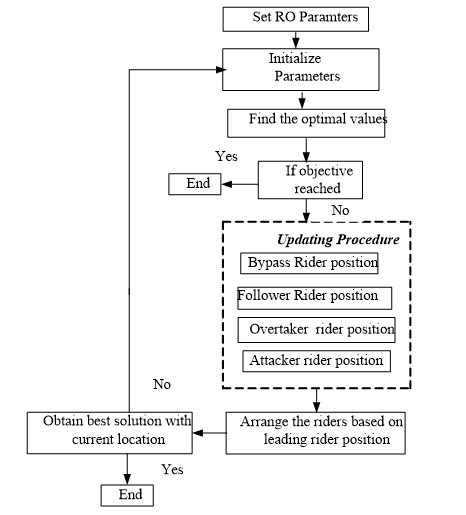 Set RO Paramters
Initialize
Parameters
Find the optimal values
Yes
If objective
reached
End
No
Updating Procedure
Bypass Rider position
Follower Rider position
Overtaker rider position
Attacker rider position
No
Obtain best solution with
current location
Arrange the riders based on
leading rider position
Yes
End